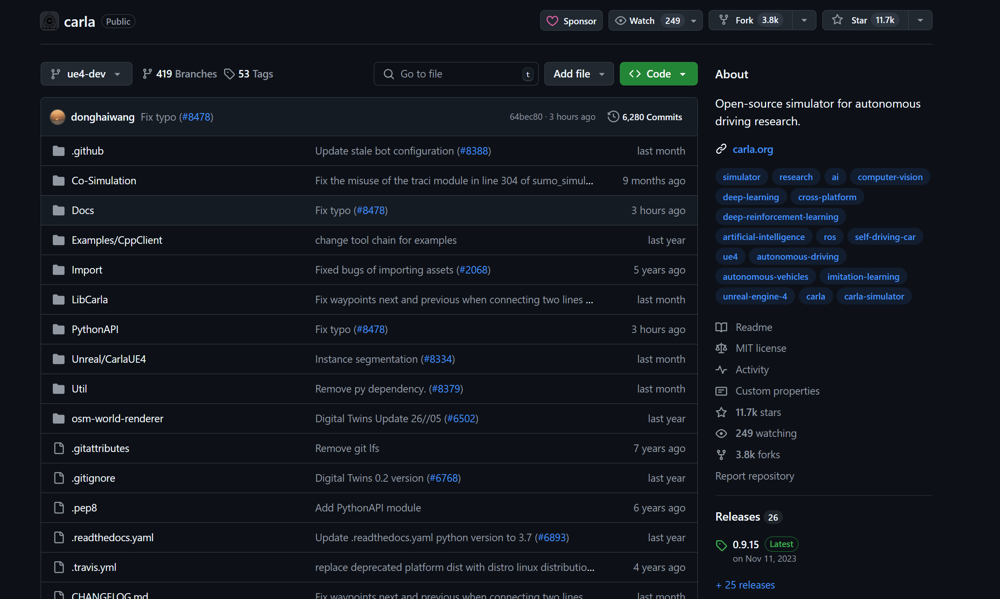 carla Public Sponsor Watch 249 Fork 3.8k Star 11.7k
ue4-dev 419 Branches 53 Tags Go to file t Add file Code
donghaiwang Fix typo (#8478) 64bec80 · 3 hours ago 6,280 Commits
.github Update stale bot configuration (#8388) last month
Co-Simulation Fix the misuse of the traci module in line 304 of sumo_simul... 9 months ago
Docs Fix typo (#8478) 3 hours ago
Examples/CppClient change tool chain for examples last year
Import Fixed bugs of importing assets (#2068) 5 years ago
LibCarla Fix waypoints next and previous when connecting two lines ... last month
PythonAPI Fix typo (#8478) 3 hours ago
Unreal/CarlaUE4 Instance segmentation (#8334) last month
Util Remove py dependency. (#8379) last month
osm-world-renderer Digital Twins Update 26//05 (#6502) last year
.gitattributes Remove git lfs 7 years ago
.gitignore Digital Twins 0.2 version (#6768) last year
.pep8 Add PythonAPI module 6 years ago
.readthedocs.yaml Update .readthedocs.yaml python version to 3.7 (#6893) last year
.travis.yml replace deprecated platform dist with distro linux distributio... 4 years ago
CHANGELOG.md Fix waypoints next and previous when connecting two lines last month
About
Open-source simulator for autonomous
driving research.
carla.org
simulator research ai computer-vision
deep-learning cross-platform
deep-reinforcement-learning
artificial-intelligence ros self-driving-car
ue4 autonomous-driving
autonomous-vehicles imitation-learning
unreal-engine-4 carla carla-simulator
Readme
MIT license
Activity
Custom properties
11.7k stars
249 watching
3.8k forks
Report repository
Releases 26
0.9.15 Latest
on Nov 11, 2023
+ 25 releases